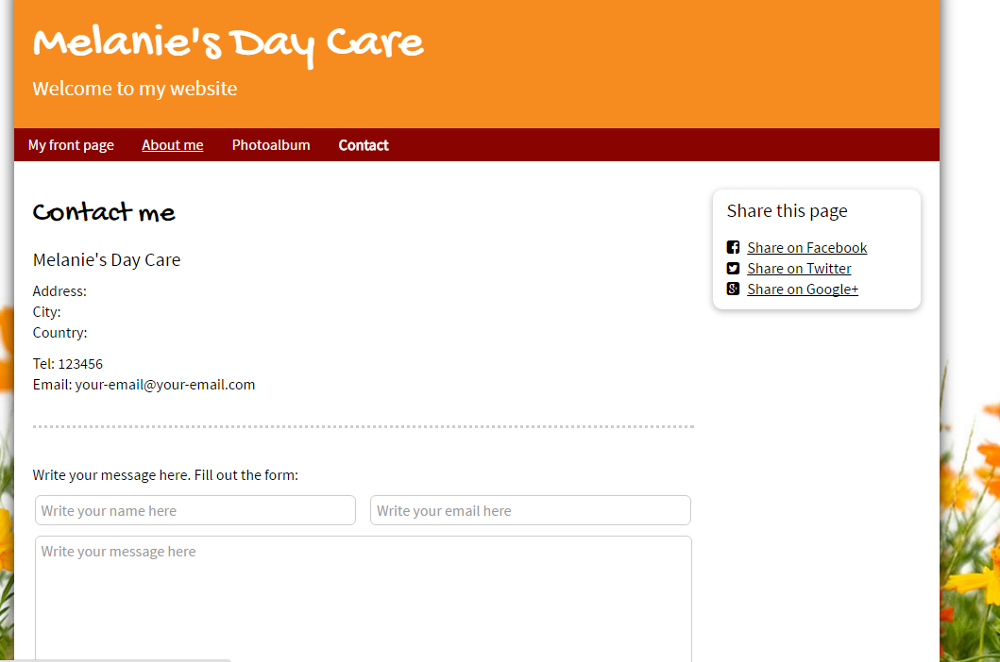 Melanie's Day Care
Welcome to my website
My front page About me Photoalbum Contact
Contact me
Melanie's Day Care
Address:
City:
Country:
Tel: 123456
Email: your-email@your-email.com
Write your message here. Fill out the form:
Write your name here Write your email here
Write your message here
Share this page
Share on Facebook
Share on Twitter
Share on Google+